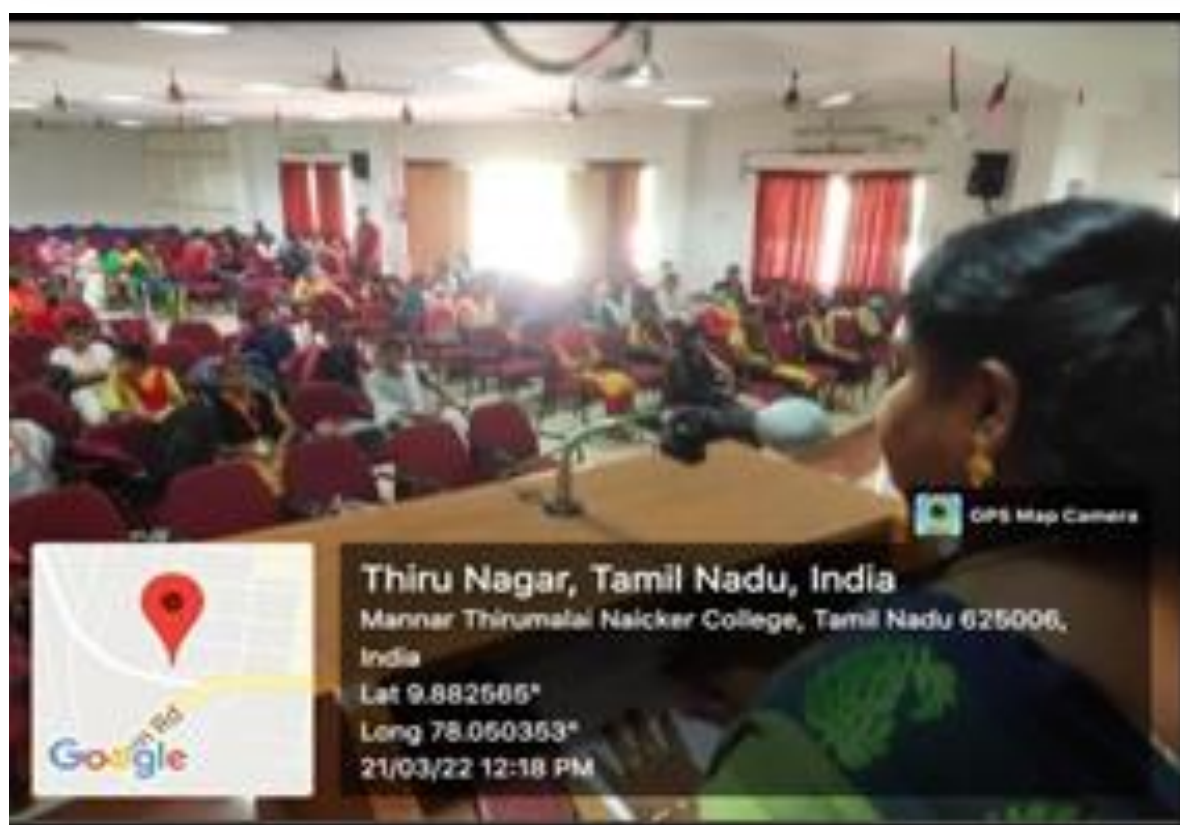 GPS Map Camera
Thiru Nagar, Tamil Nadu, India
Mannar Thirumalai Naicker College, Tamil Nadu 625006,
India
Lat 9.882565°
Long 78.050353°
21/03/22 12:18 PM
Rd
Google